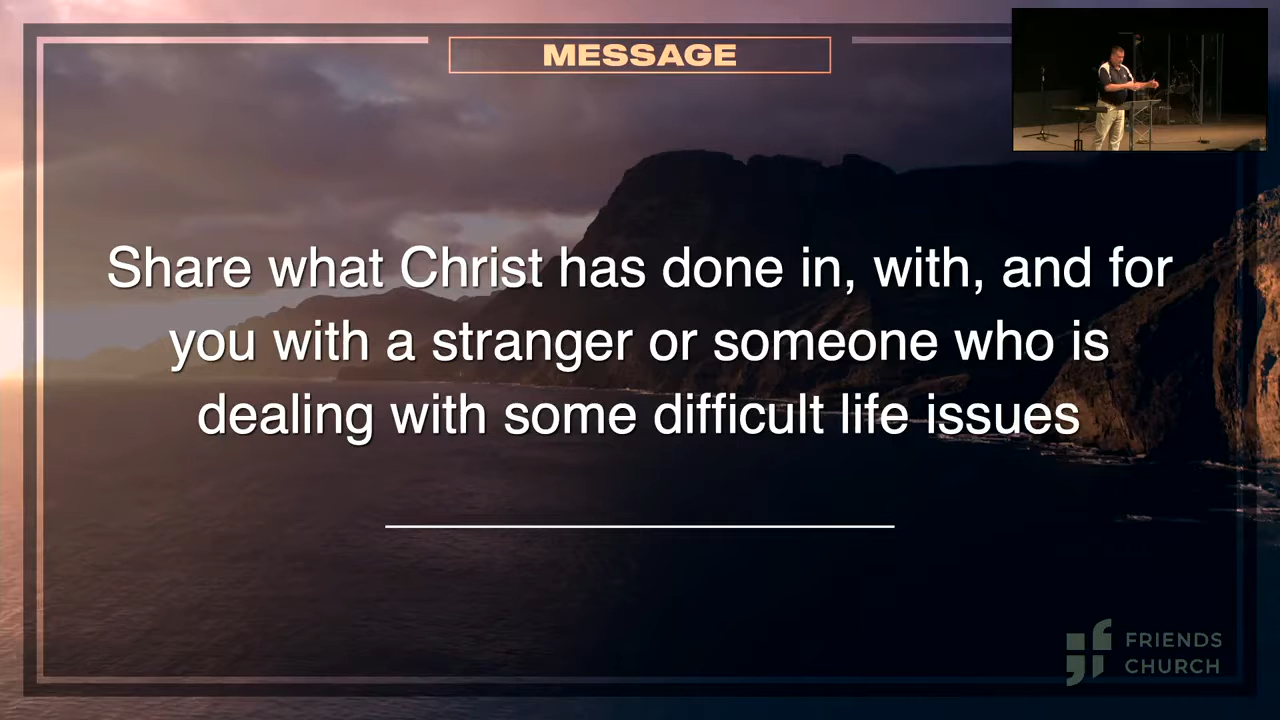 MESSAGE
Share what Christ has done in, with, and for
you with a stranger or someone who is
dealing with some difficult life issues
FRIENDS
CHURCH